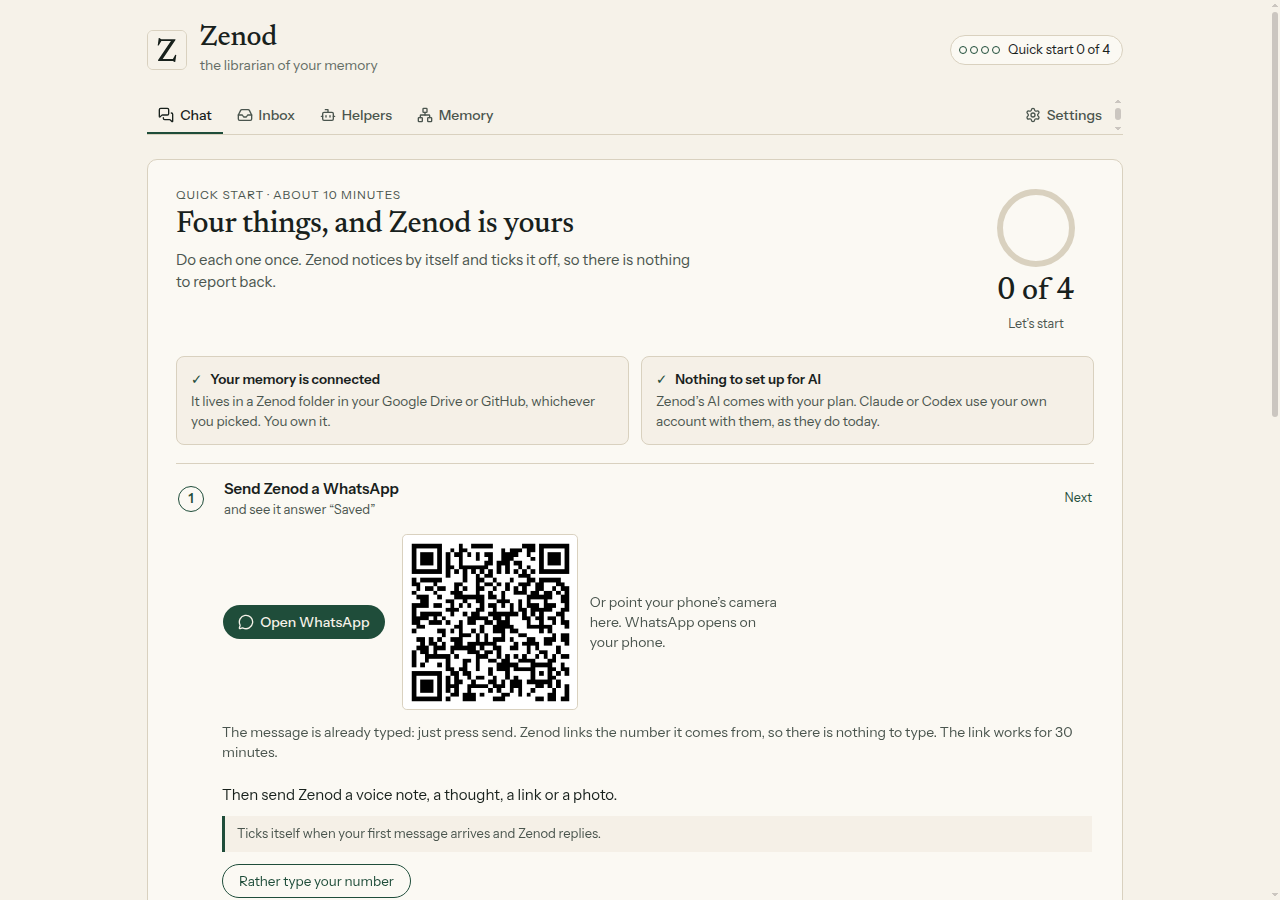 Z
Zenod
the librarian of your memory
Quick start 0 of 4
Chat
Inbox
Helpers
Memory
Settings
QUICK START · ABOUT 10 MINUTES
Four things, and Zenod is yours
Do each one once. Zenod notices by itself and ticks it off, so there is nothing
to report back.
0 of 4
Let's start
✓ Your memory is connected
It lives in a Zenod folder in your Google Drive or GitHub, whichever
you picked. You own it.
✓ Nothing to set up for AI
Zenod's AI comes with your plan. Claude or Codex use your own
account with them, as they do today.
1
Send Zenod a WhatsApp
and see it answer “Saved”
Next
Open WhatsApp
Or point your phone's camera
here. WhatsApp opens on
your phone.
The message is already typed: just press send. Zenod links the number it comes from, so there is nothing to type. The link works for 30
minutes.
Then send Zenod a voice note, a thought, a link or a photo.
Ticks itself when your first message arrives and Zenod replies.
Rather type your number